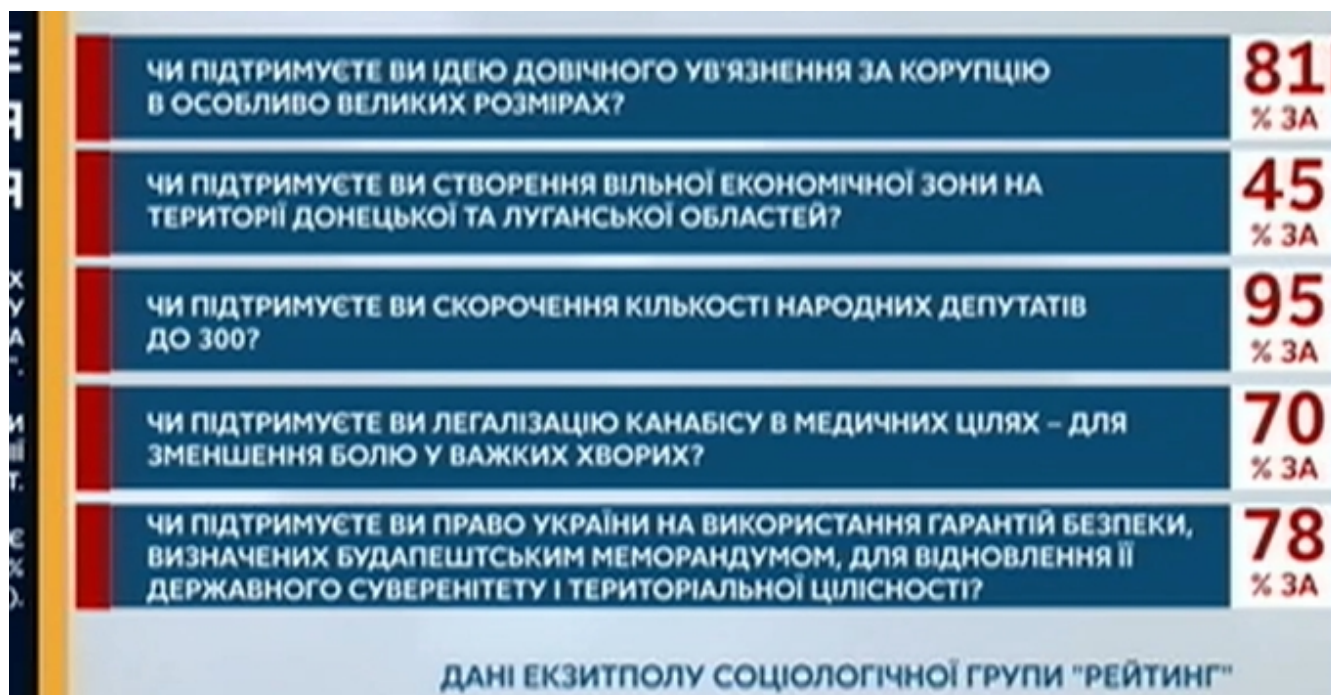 ЧИ ПІДТРИМУЄТЕ ВИ ІДЕЮ ДОВІЧНОГО УВ'ЯЗНЕННЯ ЗА КОРУПЦІЮ
В ОСОБЛИВО ВЕЛИКИХ РОЗМІРАХ?
81
% ЗА
ЧИ ПІДТРИМУЄТЕ ВИ СТВОРЕННЯ ВІЛЬНОЇ ЕКОНОМІЧНОЇ ЗОНИ НА
ТЕРИТОРІЇ ДОНЕЦЬКОЇ ТА ЛУГАНСЬКОЇ ОБЛАСТЕЙ?
45
% ЗА
ЧИ ПІДТРИМУЄТЕ ВИ СКОРОЧЕННЯ КІЛЬКОСТІ НАРОДНИХ ДЕПУТАТІВ
ДО 300?
95
% ЗА
ЧИ ПІДТРИМУЄТЕ ВИ ЛЕГАЛІЗАЦІЮ КАНАБІСУ В МЕДИЧНИХ ЦІЛЯХ – ДЛЯ
ЗМЕНШЕННЯ БОЛЮ У ВАЖКИХ ХВОРИХ?
70
% ЗА
ЧИ ПІДТРИМУЄТЕ ВИ ПРАВО УКРАЇНИ НА ВИКОРИСТАННЯ ГАРАНТІЙ БЕЗПЕКИ,
ВИЗНАЧЕНИХ БУДАПЕШТСЬКИМ МЕМОРАНДУМОМ, ДЛЯ ВІДНОВЛЕННЯ ЇЇ
ДЕРЖАВНОГО СУВЕРЕНІТЕТУ І ТЕРИТОРІАЛЬНОЇ ЦІЛІСНОСТІ?
78
% ЗА
ДАНІ ЕКЗИТПОЛУ СОЦІОЛОГІЧНОЇ ГРУПИ "РЕЙТИНГ"